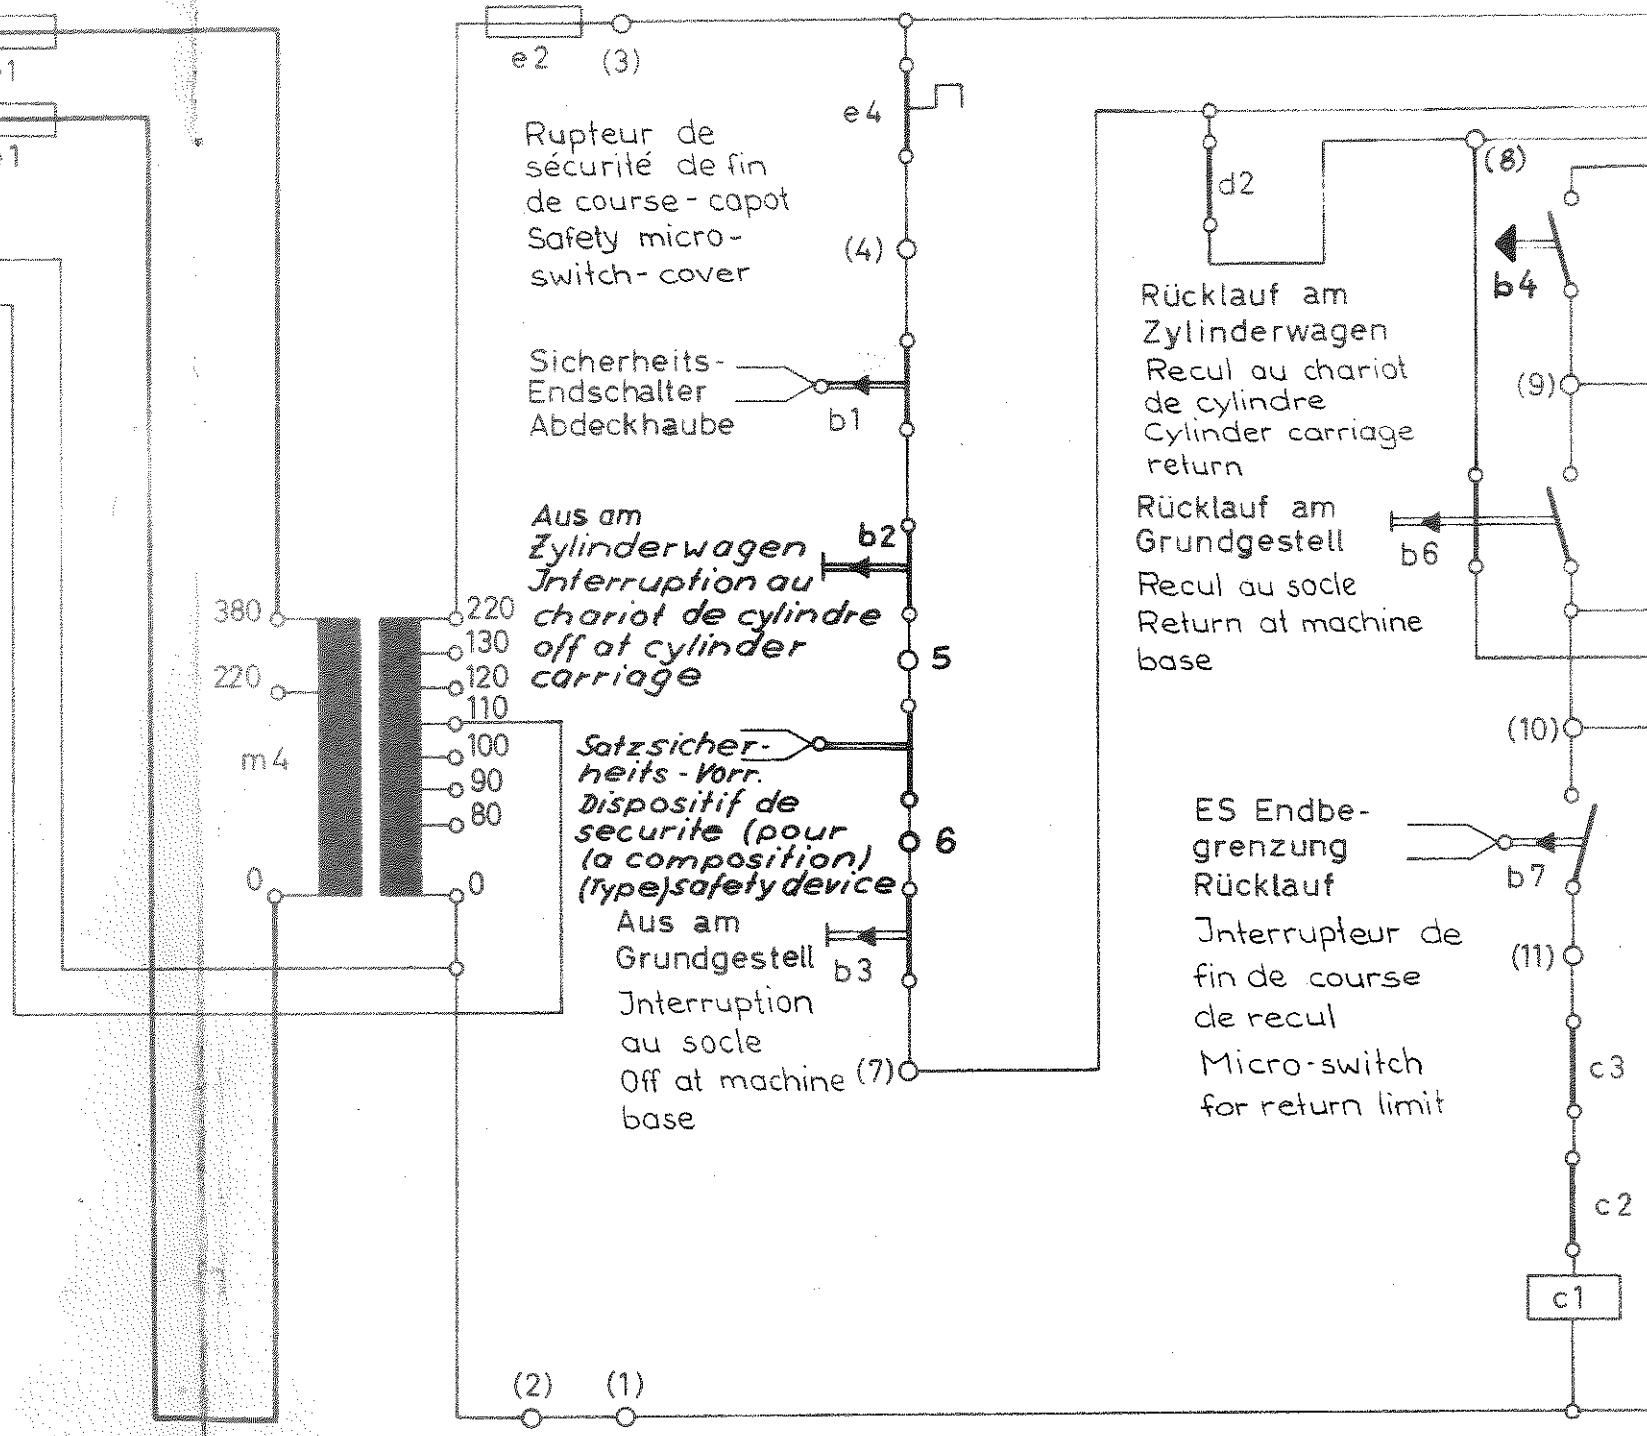 e2
(3)
1
1
Rupteur de
sécurité de fin
de course-capot
Safety micro-
switch-cover
e4
(4)
Sicherheits-
Endschalter
Abdeckhaube
b1
Aus am
Zylinderwagen
Interruption au
chariot de cylindre
off at cylinder
carriage
b2
5
380
220
m4
0
220
130
120
110
100
90
80
0
Satzsicher-
heits-Vorr.
Dispositif de
securite (pour
(a composition)
(Type)safety device
6
Aus am
Grundgestell
b3
Interruption
au socle
Off at machine
base
(7)
(2)
(1)
d2
(8)
b4
Rücklauf am
Zylinderwagen
Recul au chariot
de cylindre
Cylinder carriage
return
(9)
Rücklauf am
Grundgestell
b6
Recul au socle
Return at machine
base
(10)
ES Endbe-
grenzung
Rücklauf
b7
Interrupteur de
fin de course
de recul
Micro-switch
for return limit
(11)
c3
c2
c1